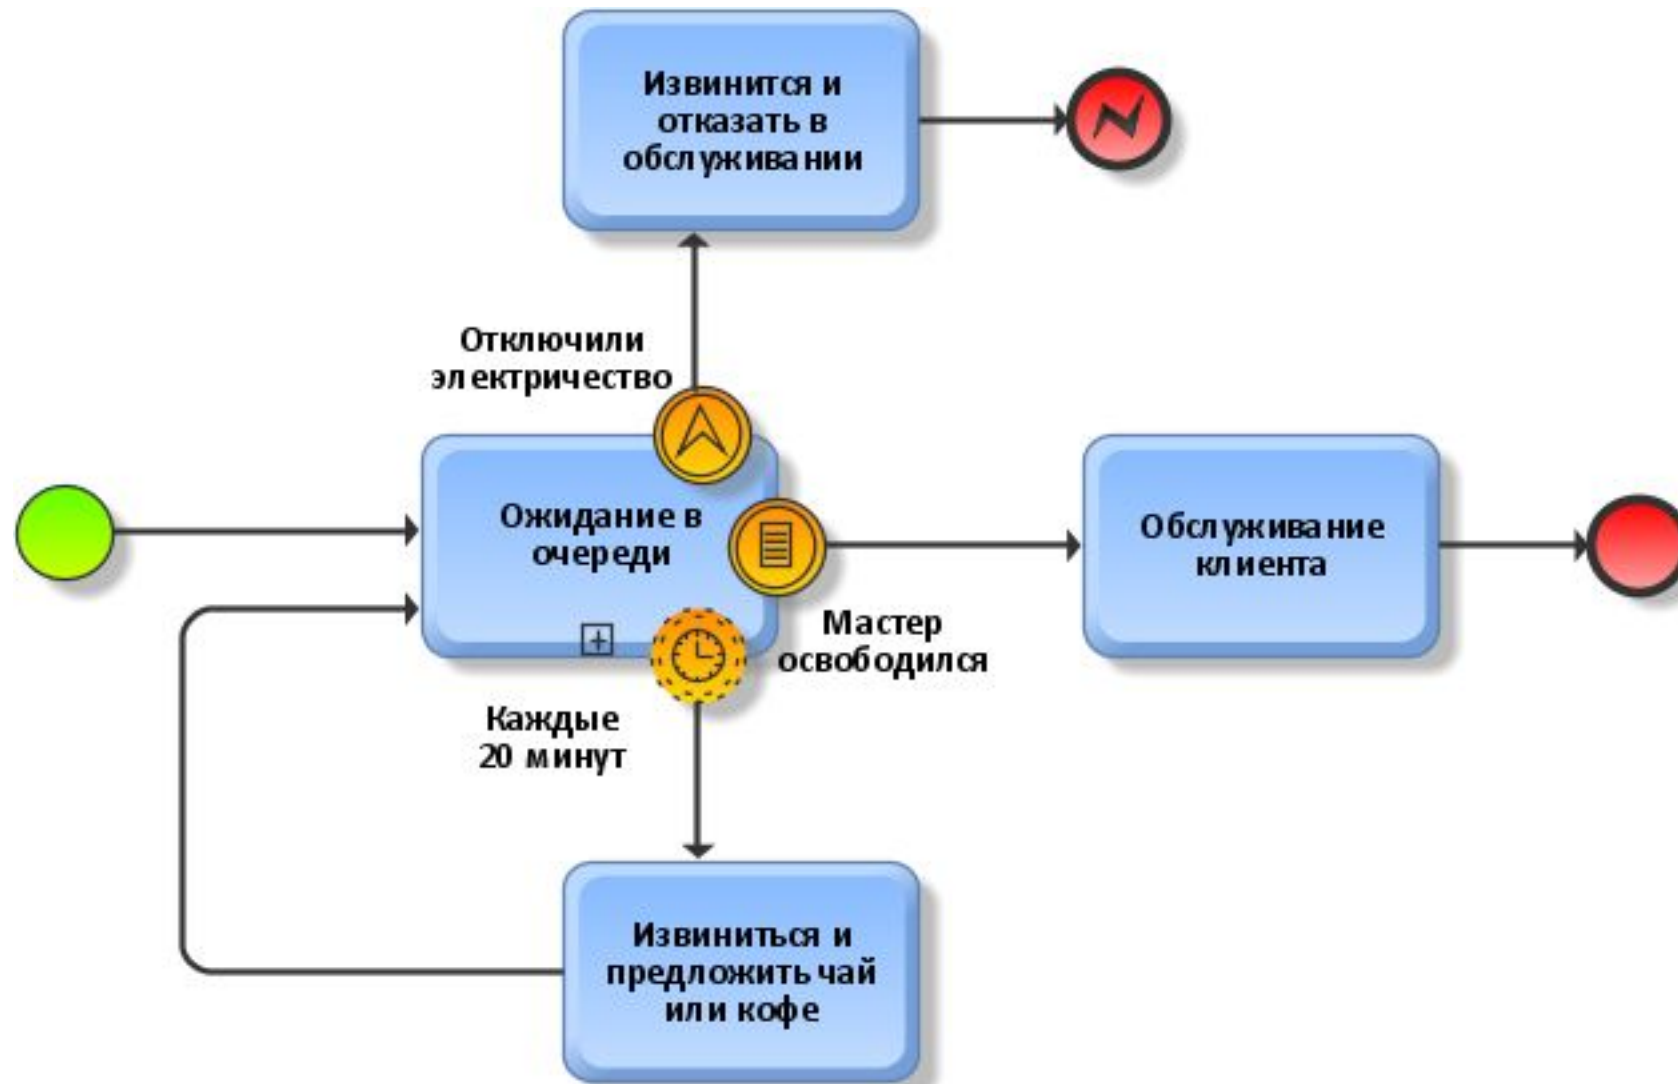 Извинится и
отказать в
обслуживании
Отключили
электричество
Ожидание в
очереди
Обслуживание
клиента
Мастер
освободился
Каждые
20 минут
Извиниться и
предложить чай
или кофе